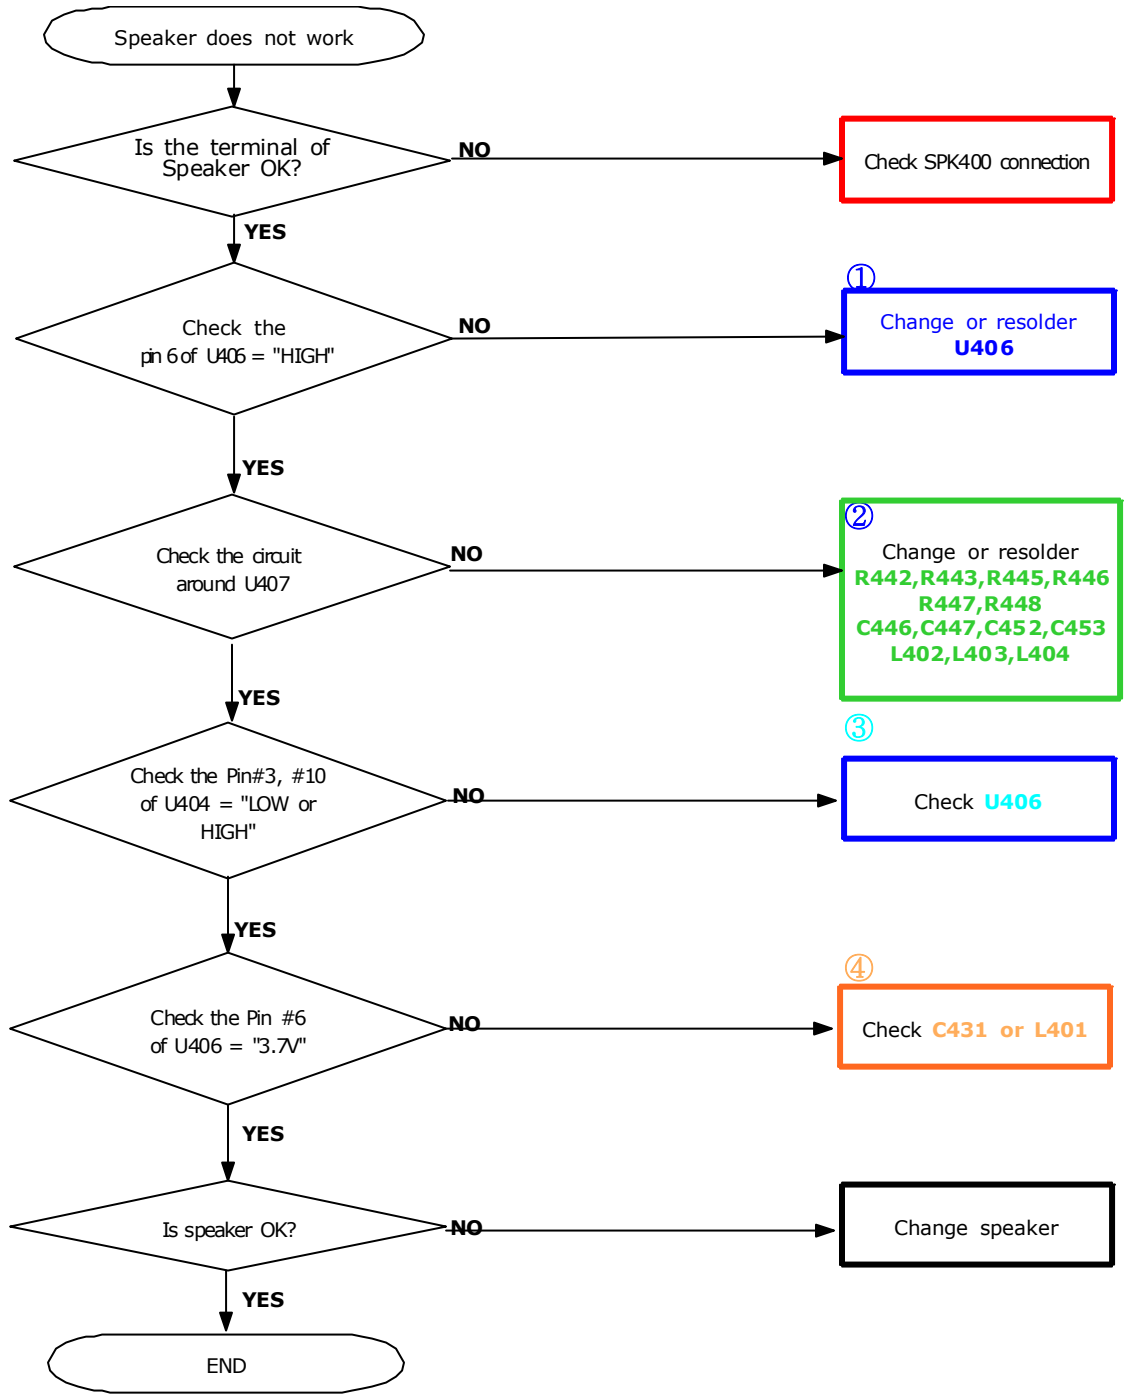 Speaker does not work
Is the terminal of
Speaker OK?
NO
Check SPK400 connection
YES
①
Check the
pin 6 of U406 = "HIGH"
NO
Change or resolder
U406
YES
②
Check the circuit
around U407
NO
Change or resolder
R442,R443,R445,R446
R447,R448
C446,C447,C452,C453
L402,L403,L404
YES
③
Check the Pin#3, #10
of U404 = "LOW or
HIGH"
NO
Check U406
YES
④
Check the Pin #6
of U406 = "3.7V"
NO
Check C431 or L401
YES
Is speaker OK?
NO
Change speaker
YES
END